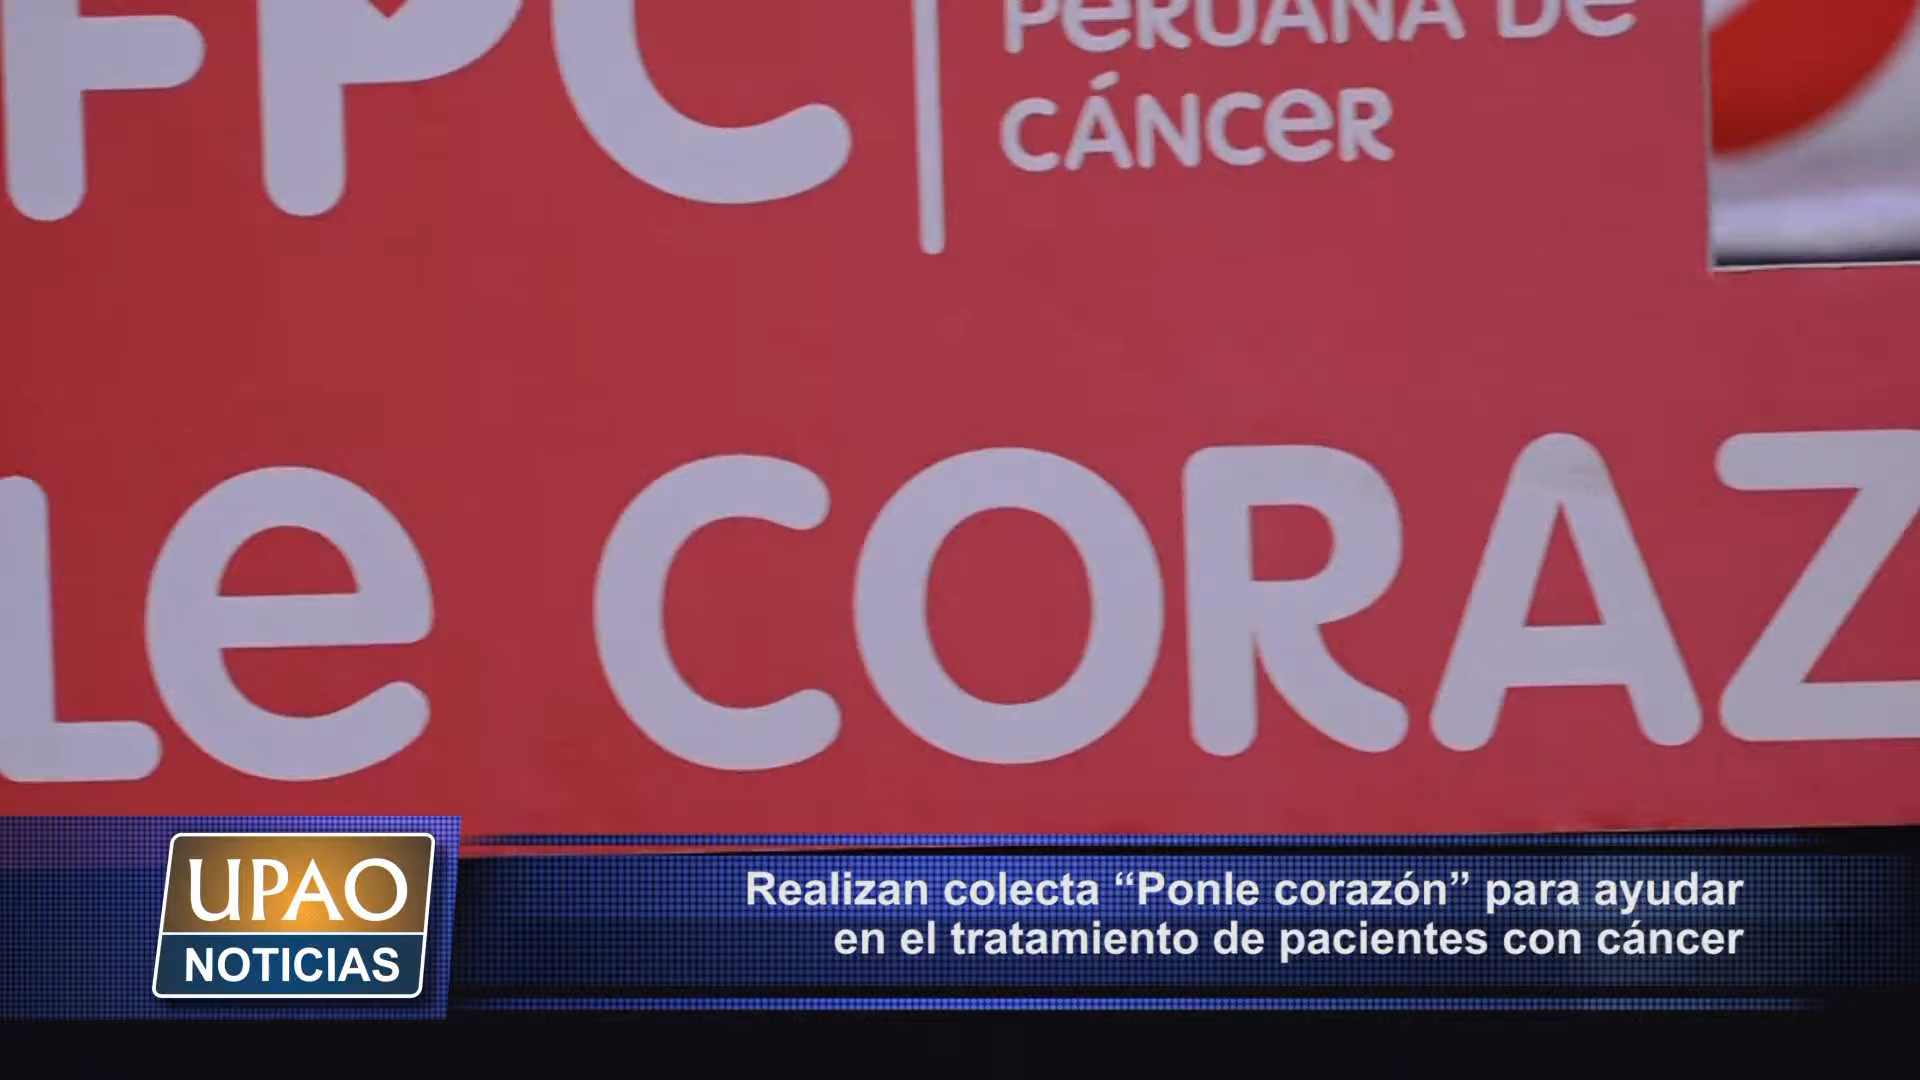 FPC
PeRUANA De
CÁNCeR
Le CORAZ
UPAO
NOTICIAS
Realizan colecta “Ponle corazón” para ayudar
en el tratamiento de pacientes con cáncer